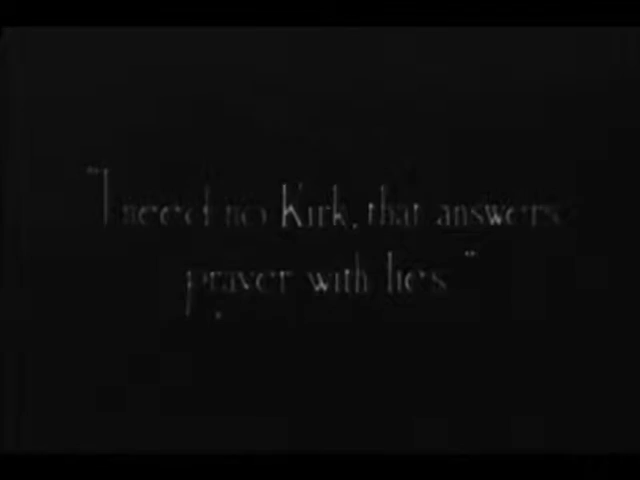 "I need no Kirk, that answers
prayer with lies."